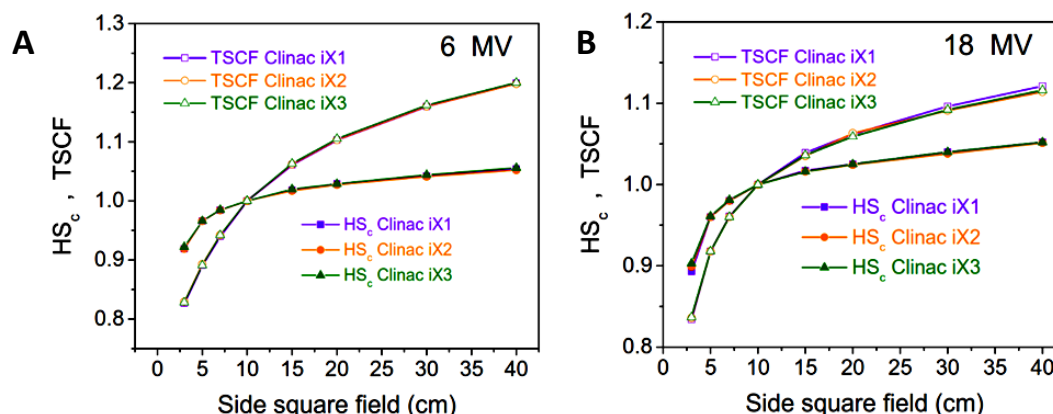 A
6 MV
TSCF Clinac iX1
TSCF Clinac iX2
TSCF Clinac iX3
HSc Clinac iX1
HSc Clinac iX2
HSc Clinac iX3
HSc , TSCF
1.3
1.2
1.1
1.0
0.9
0.8
0 5 10 15 20 25 30 35 40
Side square field (cm)
B
18 MV
TSCF Clinac iX1
TSCF Clinac iX2
TSCF Clinac iX3
HSc Clinac iX1
HSc Clinac iX2
HSc Clinac iX3
HSc , TSCF
1.2
1.1
1.0
0.9
0.8
0 5 10 15 20 25 30 35 40
Side square field (cm)